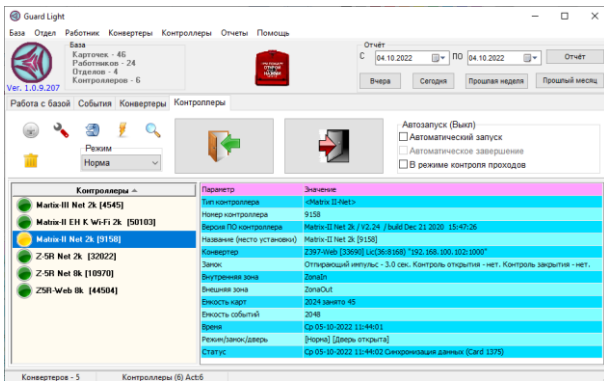 Guard Light
База Отдел Работник Конвертеры Контроллеры Отчеты Помощь
База
Карточек - 46
Работников - 24
Отделов - 4
Контроллеров - 6
Ver. 1.0.9.207
Отчёт
С 04.10.2022 ПО 04.10.2022 Отчёт
Вчера Сегодня Прошлая неделя Прошлый месяц
Работа с базой События Конвертеры Контроллеры
Режим
Норма
Автозапуск (Выкл)
Автоматический запуск
Автоматическое завершение
В режиме контроля проходов
Контроллеры
Martix-III Net 2k [4545]
Matrix-II EH K Wi-Fi 2k [50103]
Matrix-II Net 2k [9158]
Z-5R Net 2k [32022]
Z-5R Net 8k [10970]
Z5R-Web 8k [44504]
Параметр Значение
Тип контроллера <Matrix II-Net>
Номер контроллера 9158
Версия ПО контроллера Matrix-II Net 2k / V2.24 / build Dec 21 2020 15:47:26
Название (место установки) Matrix-II Net 2k [9158]
Конвертер Z397-Web [33690] Lic(36:8168) "192.168.100.102:1000"
Замок Отпирающий импульс - 3.0 сек. Контроль открытия - нет. Контроль закрытия - нет.
Внутренняя зона ZonaIn
Внешняя зона ZonaOut
Емкость карт 2024 занято 45
Емкость событий 2048
Время Ср 05-10-2022 11:44:01
Режим/замок/дверь [Норма] [Дверь открыта]
Статус Ср 05-10-2022 11:44:02 Синхронизация данных (Card 1375)
Конвертеров - 5 Контроллеры (6) Act:6